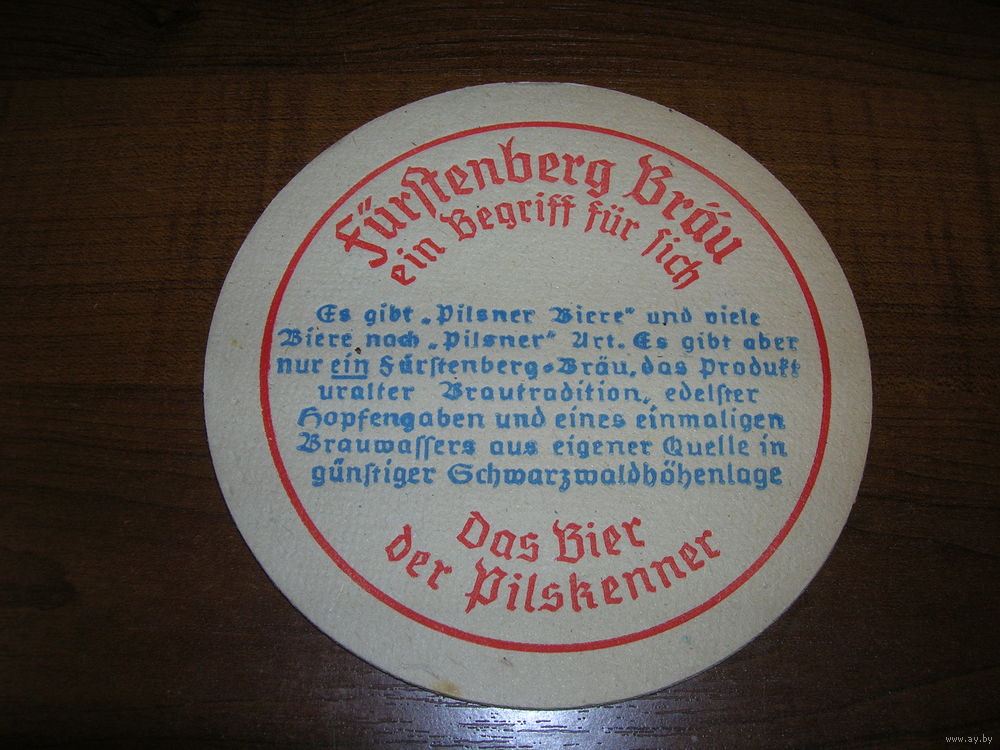 Fürstenberg Bräu
ein Begriff für sich
Es gibt „Pilsner Biere“ und viele
Biere nach „Pilsner“ Art. Es gibt aber
nur ein Fürstenberg-Bräu, das Produkt
uralter Brautradition, edelster
Hopfengaben und eines einmaligen
Brauwassers aus eigener Quelle in
günstiger Schwarzwaldhöhenlage
Das Bier
der Pilskenner
www.ay.by